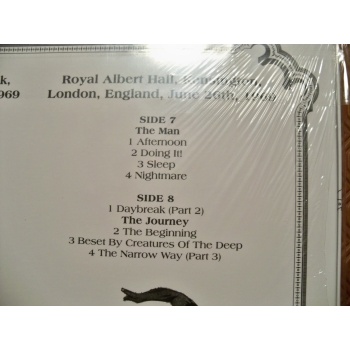 k,
1969
Royal Albert Hall, Kensington,
London, England, June 26th, 1969
SIDE 7
The Man
1 Afternoon
2 Doing It!
3 Sleep
4 Nightmare
SIDE 8
1 Daybreak (Part 2)
The Journey
2 The Beginning
3 Beset By Creatures Of The Deep
4 The Narrow Way (Part 3)